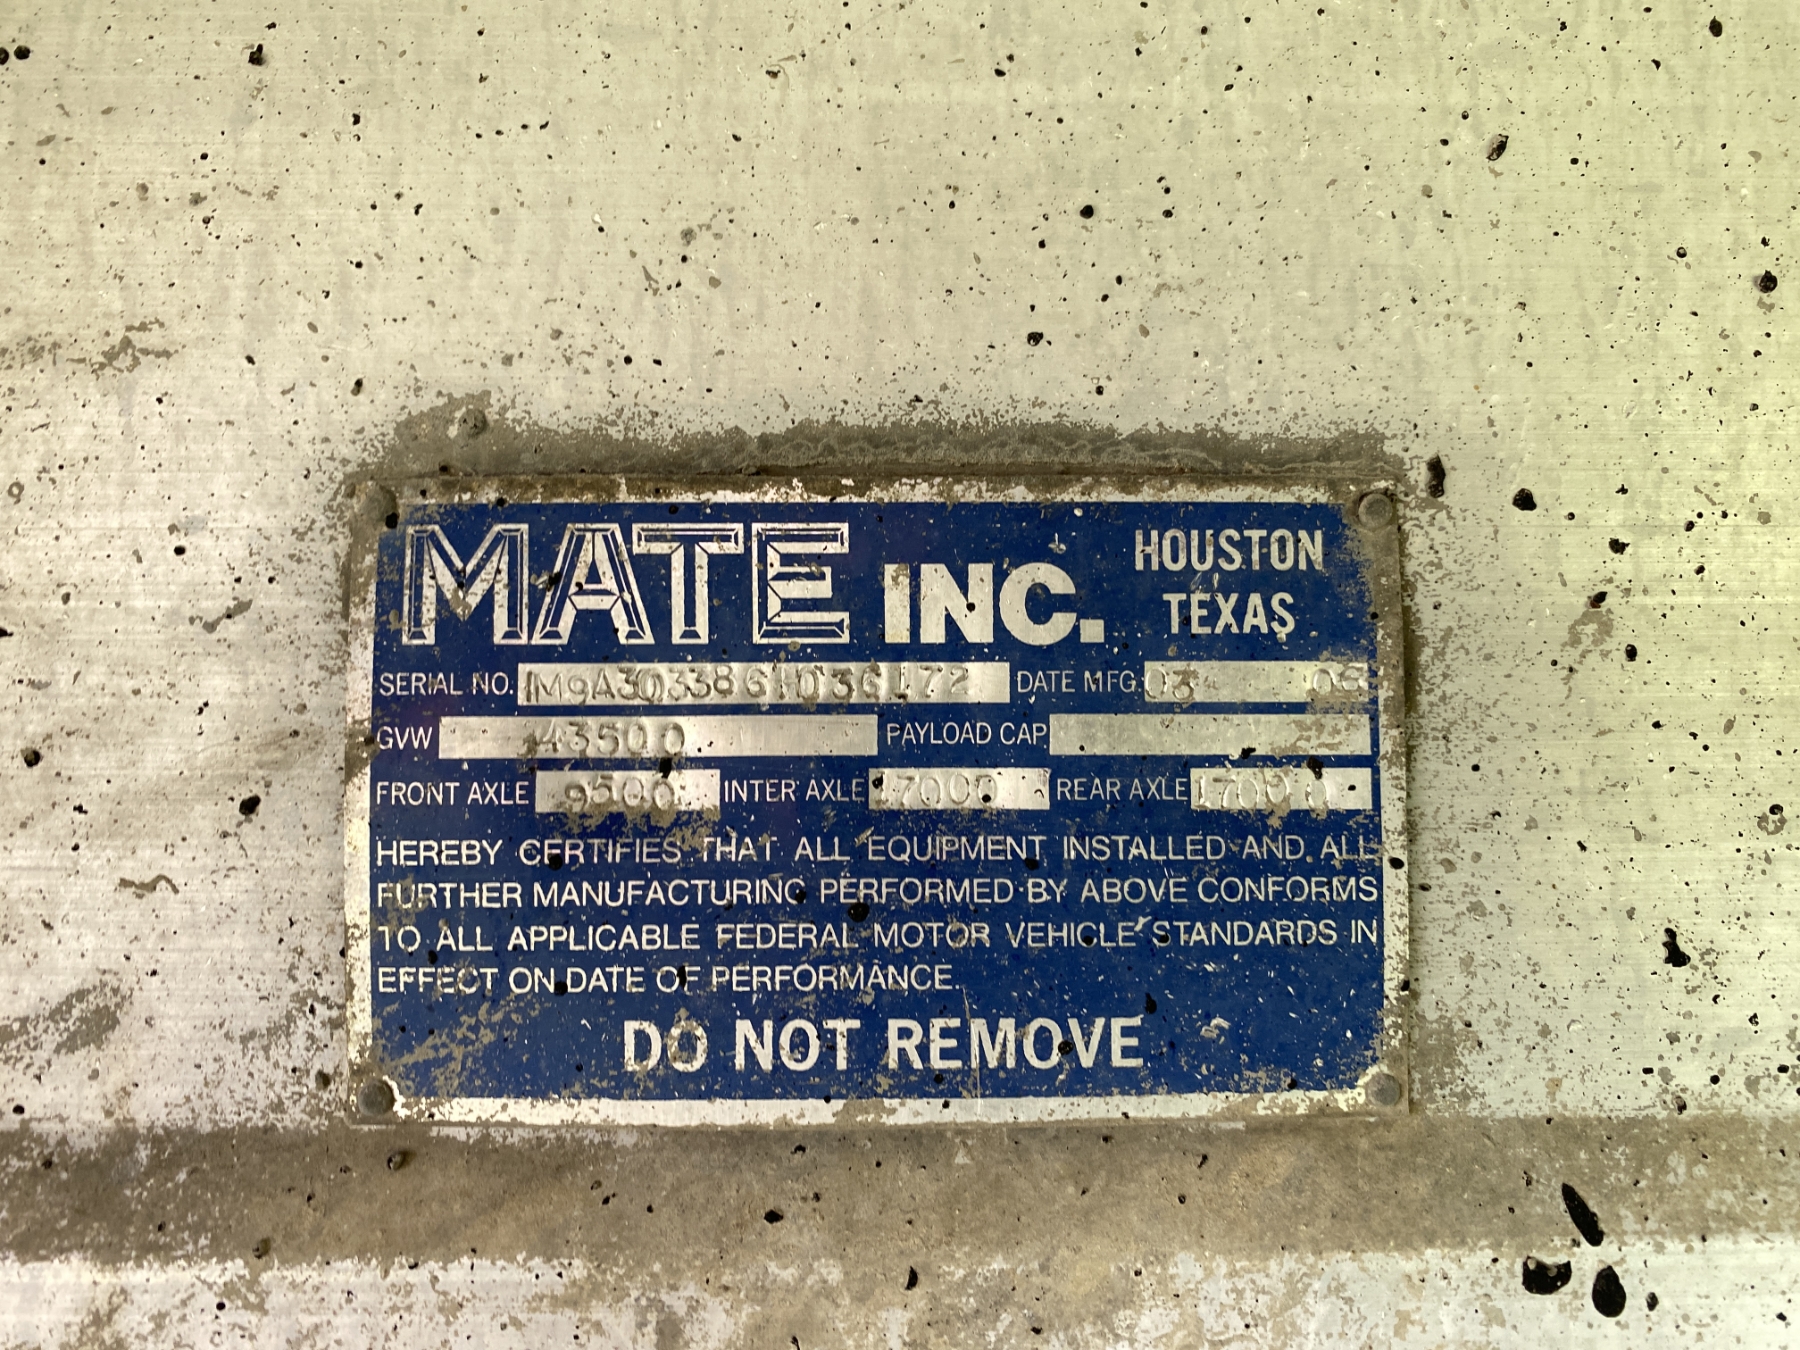 MATE INC. HOUSTON TEXAS
SERIAL NO. 1M9A303386H036172 DATE MFG. 03 06
GVW 43500 PAYLOAD CAP
FRONT AXLE 9500 INTER AXLE 17000 REAR AXLE 17000
HEREBY CERTIFIES THAT ALL EQUIPMENT INSTALLED AND ALL
FURTHER MANUFACTURING PERFORMED BY ABOVE CONFORMS
TO ALL APPLICABLE FEDERAL MOTOR VEHICLE STANDARDS IN
EFFECT ON DATE OF PERFORMANCE.
DO NOT REMOVE